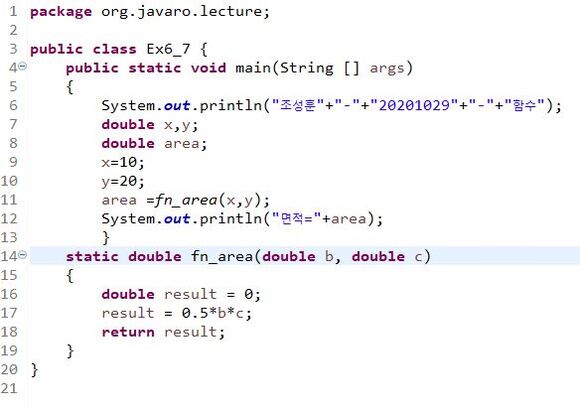 1 package org.javaro.lecture;
2
3 public class Ex6_7 {
4 public static void main(String [] args)
5 {
6 System.out.println("조성훈"+"-"+"20201029"+"-"+"함수");
7 double x,y;
8 double area;
9 x=10;
10 y=20;
11 area =fn_area(x,y);
12 System.out.println("면적="+area);
13 }
14 static double fn_area(double b, double c)
15 {
16 double result = 0;
17 result = 0.5*b*c;
18 return result;
19 }
20 }
21